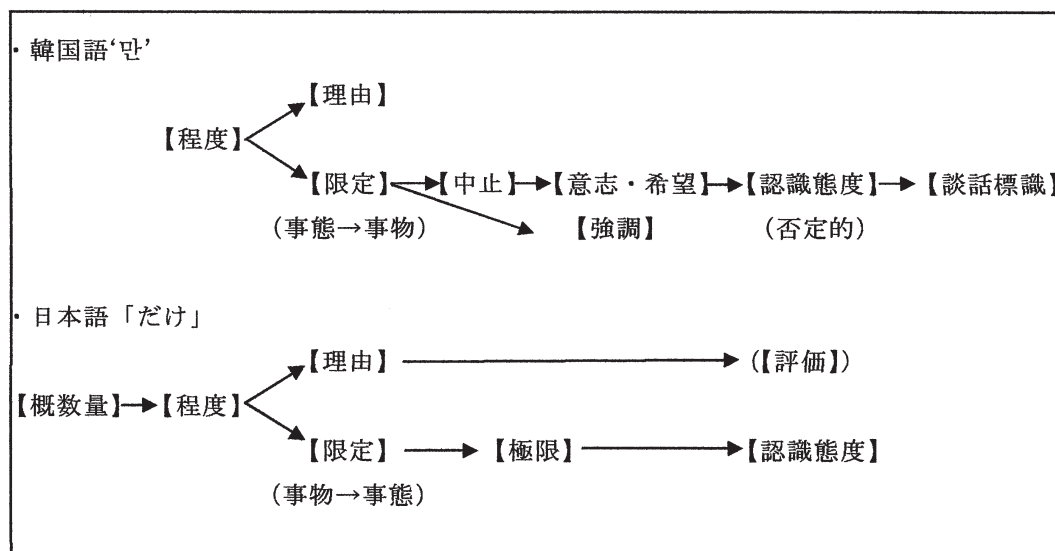 ・韓国語‘만’
【理由】
【程度】
【限定】→【中止】→【意志・希望】→【認識態度】→【談話標識】
(事態→事物) 【強調】 (否定的)
・日本語「だけ」
【理由】 → (【評価】)
【概数量】→【程度】
【限定】 → 【極限】 → 【認識態度】
(事物→事態)